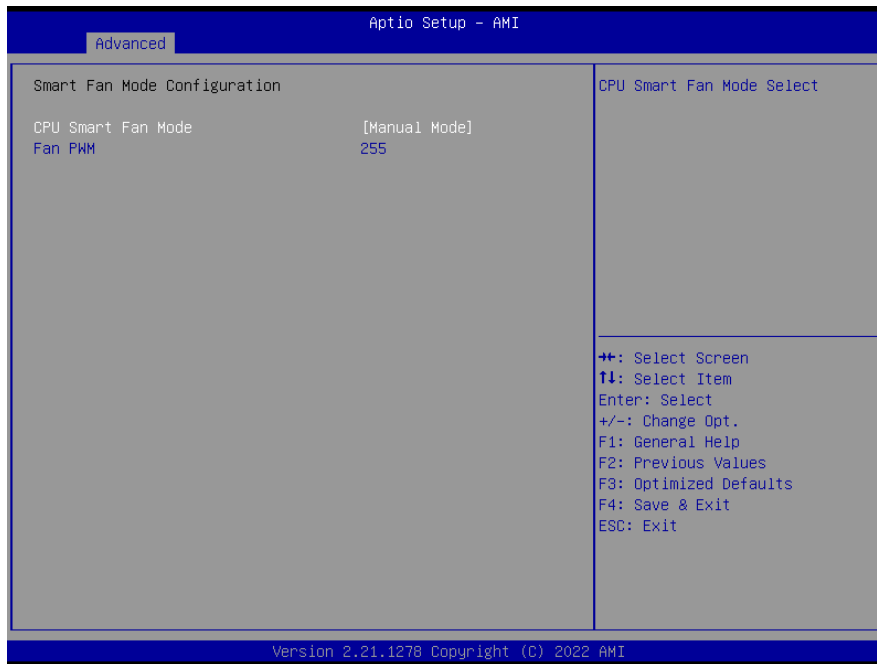 Aptio Setup – AMI
Advanced
Smart Fan Mode Configuration
CPU Smart Fan Mode [Manual Mode]
Fan PWM 255
CPU Smart Fan Mode Select
→←: Select Screen
↑↓: Select Item
Enter: Select
+/-: Change Opt.
F1: General Help
F2: Previous Values
F3: Optimized Defaults
F4: Save & Exit
ESC: Exit
Version 2.21.1278 Copyright (C) 2022 AMI